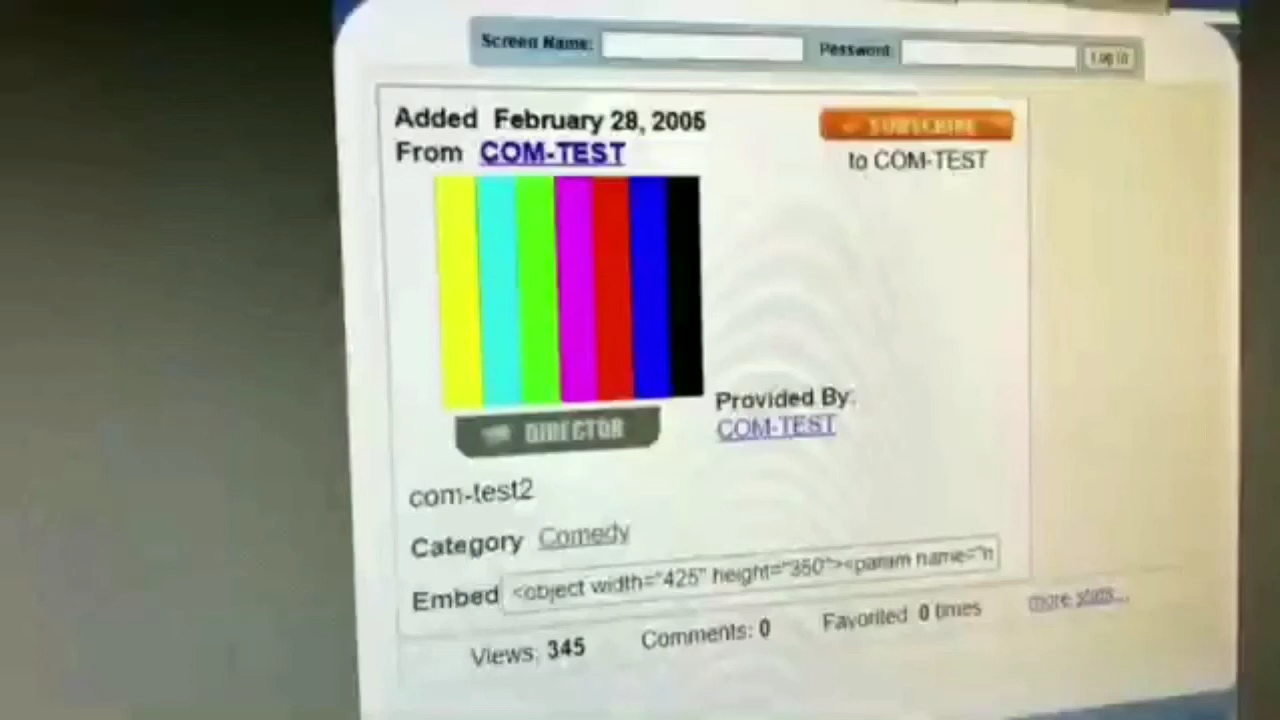 Screen Name: Password: Log In
Added February 28, 2005
From COM-TEST
SUBSCRIBE
to COM-TEST
DIRECTOR
Provided By:
COM-TEST
com-test2
Category Comedy
Embed <object width="425" height="350"><param name="n
Views: 345 Comments: 0 Favorited 0 times more stats...